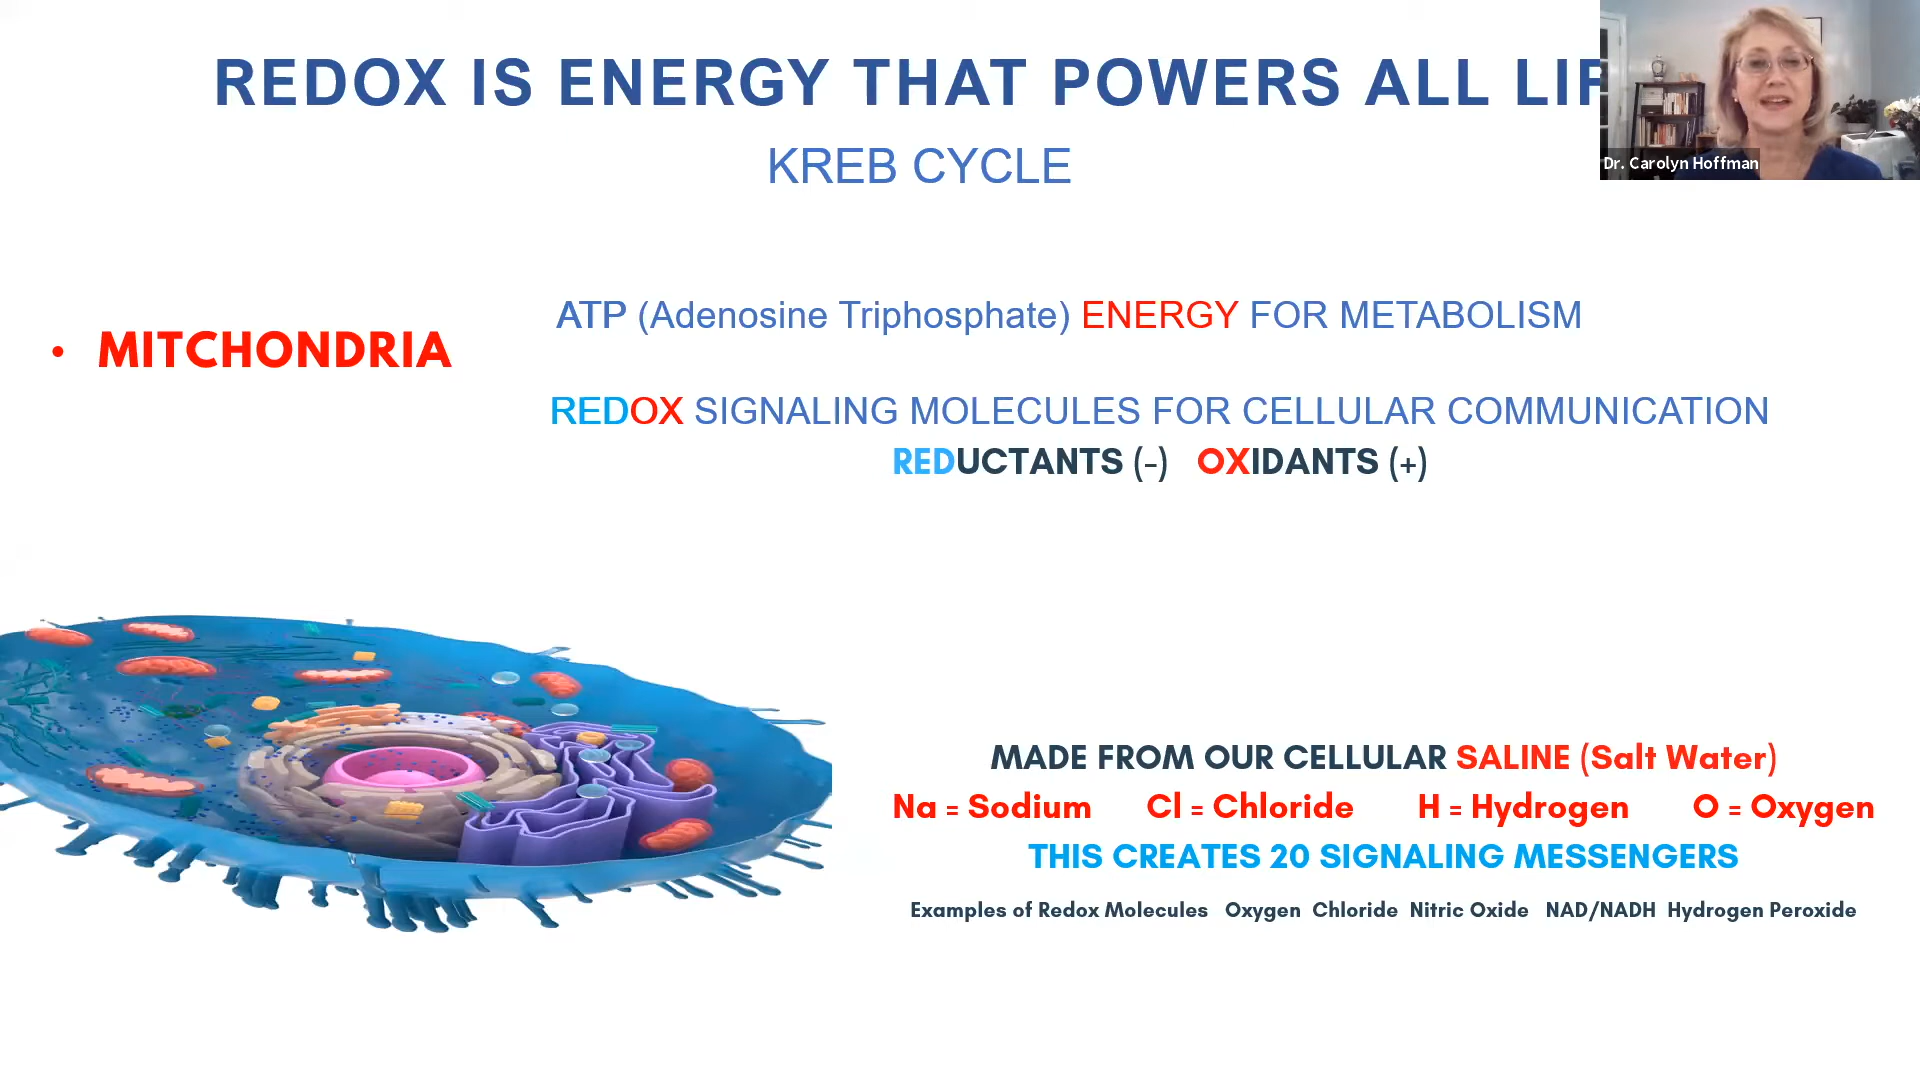 REDOX IS ENERGY THAT POWERS ALL LIF
KREB CYCLE
Dr. Carolyn Hoffman
• MITCHONDRIA
ATP (Adenosine Triphosphate) ENERGY FOR METABOLISM
REDOX SIGNALING MOLECULES FOR CELLULAR COMMUNICATION
REDUCTANTS (-) OXIDANTS (+)
MADE FROM OUR CELLULAR SALINE (Salt Water)
Na = Sodium Cl = Chloride H = Hydrogen O = Oxygen
THIS CREATES 20 SIGNALING MESSENGERS
Examples of Redox Molecules Oxygen Chloride Nitric Oxide NAD/NADH Hydrogen Peroxide